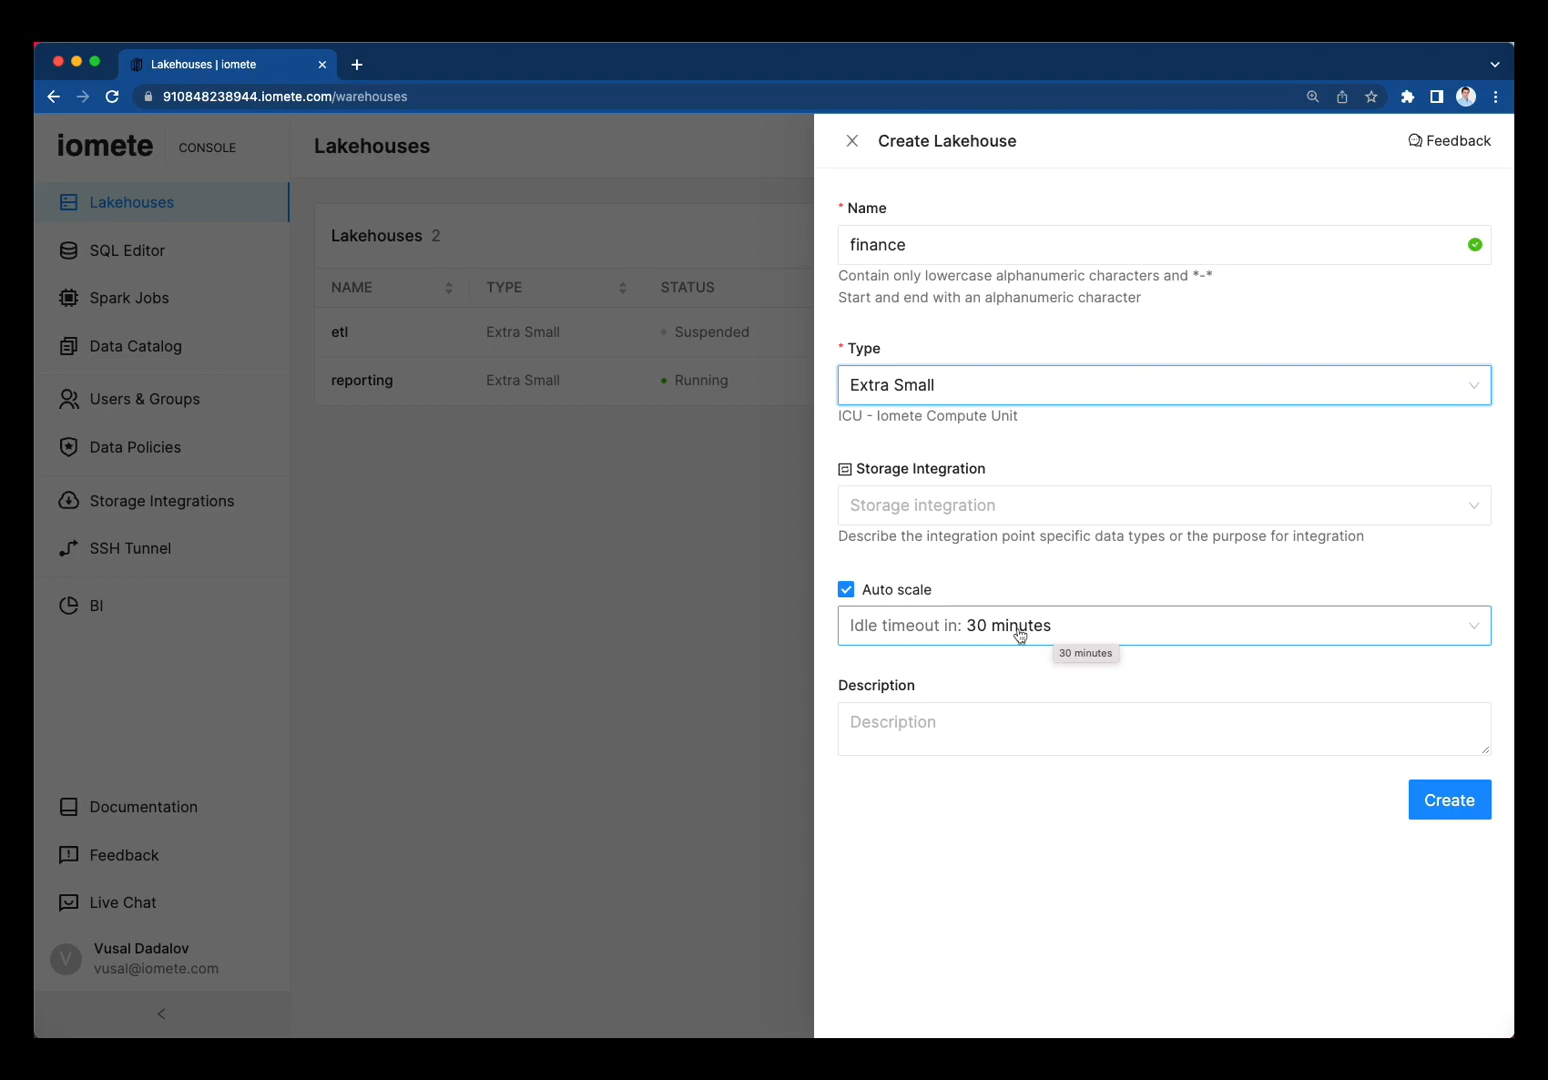 Lakehouses | iomete
910848238944.iomete.com/warehouses
iomete CONSOLE
Lakehouses
SQL Editor
Spark Jobs
Data Catalog
Users & Groups
Data Policies
Storage Integrations
SSH Tunnel
BI
Documentation
Feedback
Live Chat
V
Vusal Dadalov
vusal@iomete.com
Lakehouses
Lakehouses 2
NAME TYPE STATUS
etl Extra Small Suspended
reporting Extra Small Running
Create Lakehouse
Feedback
* Name
finance
Contain only lowercase alphanumeric characters and *-*
Start and end with an alphanumeric character
* Type
Extra Small
ICU - Iomete Compute Unit
Storage Integration
Storage integration
Describe the integration point specific data types or the purpose for integration
Auto scale
Idle timeout in: 30 minutes
30 minutes
Description
Description
Create